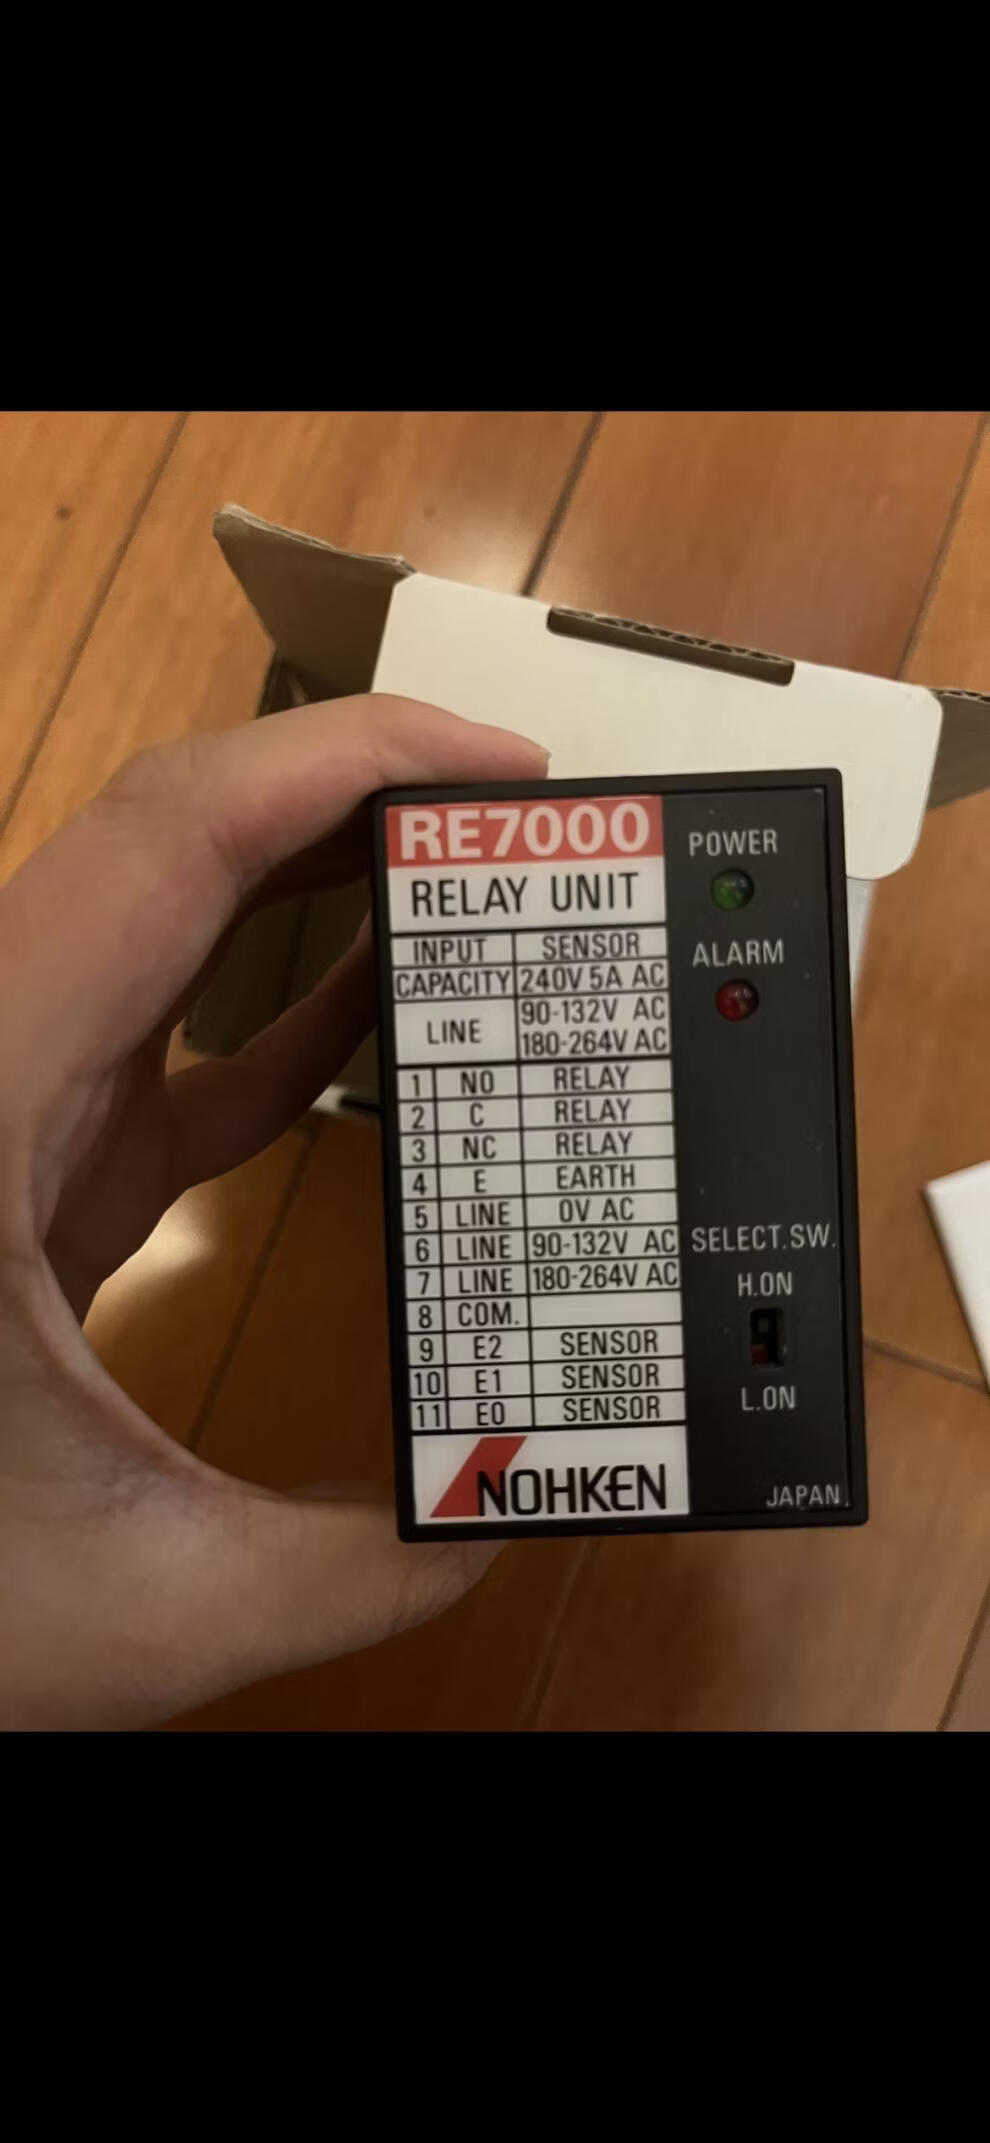 RE7000
RELAY UNIT
INPUT SENSOR
CAPACITY 240V 5A AC
LINE 90-132V AC
180-264V AC
1 NO RELAY
2 C RELAY
3 NC RELAY
4 E EARTH
5 LINE 0V AC
6 LINE 90-132V AC
7 LINE 180-264V AC
8 COM.
9 E2 SENSOR
10 E1 SENSOR
11 E0 SENSOR
NOHKEN
POWER
ALARM
SELECT.SW.
H.ON
L.ON
JAPAN